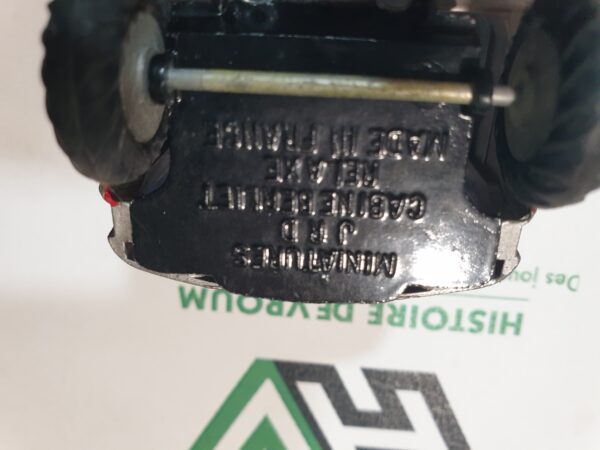 MINIATURES
J R D
CABINE BERLIET
RELAXE
MADE IN FRANCE
HISTOIRE DE VROUM
Des jou